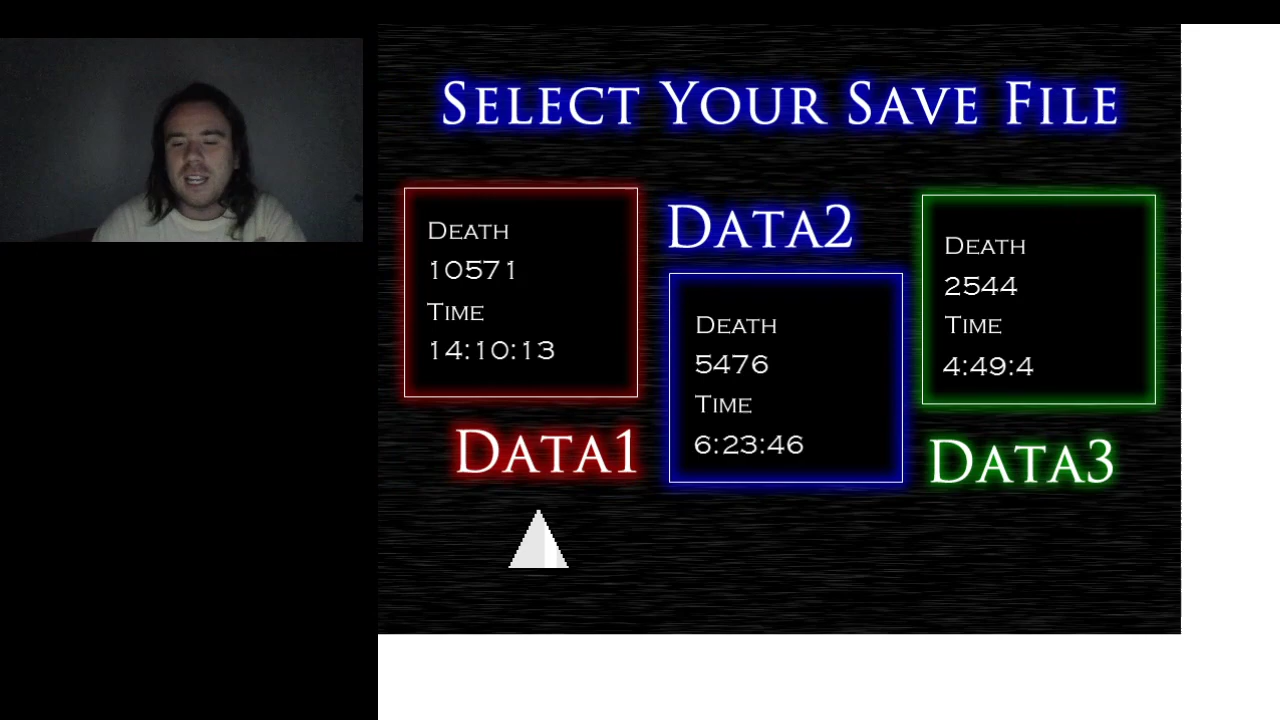 Select Your Save File
Death
10571
Time
14:10:13
Data1
Data2
Death
5476
Time
6:23:46
Death
2544
Time
4:49:4
Data3